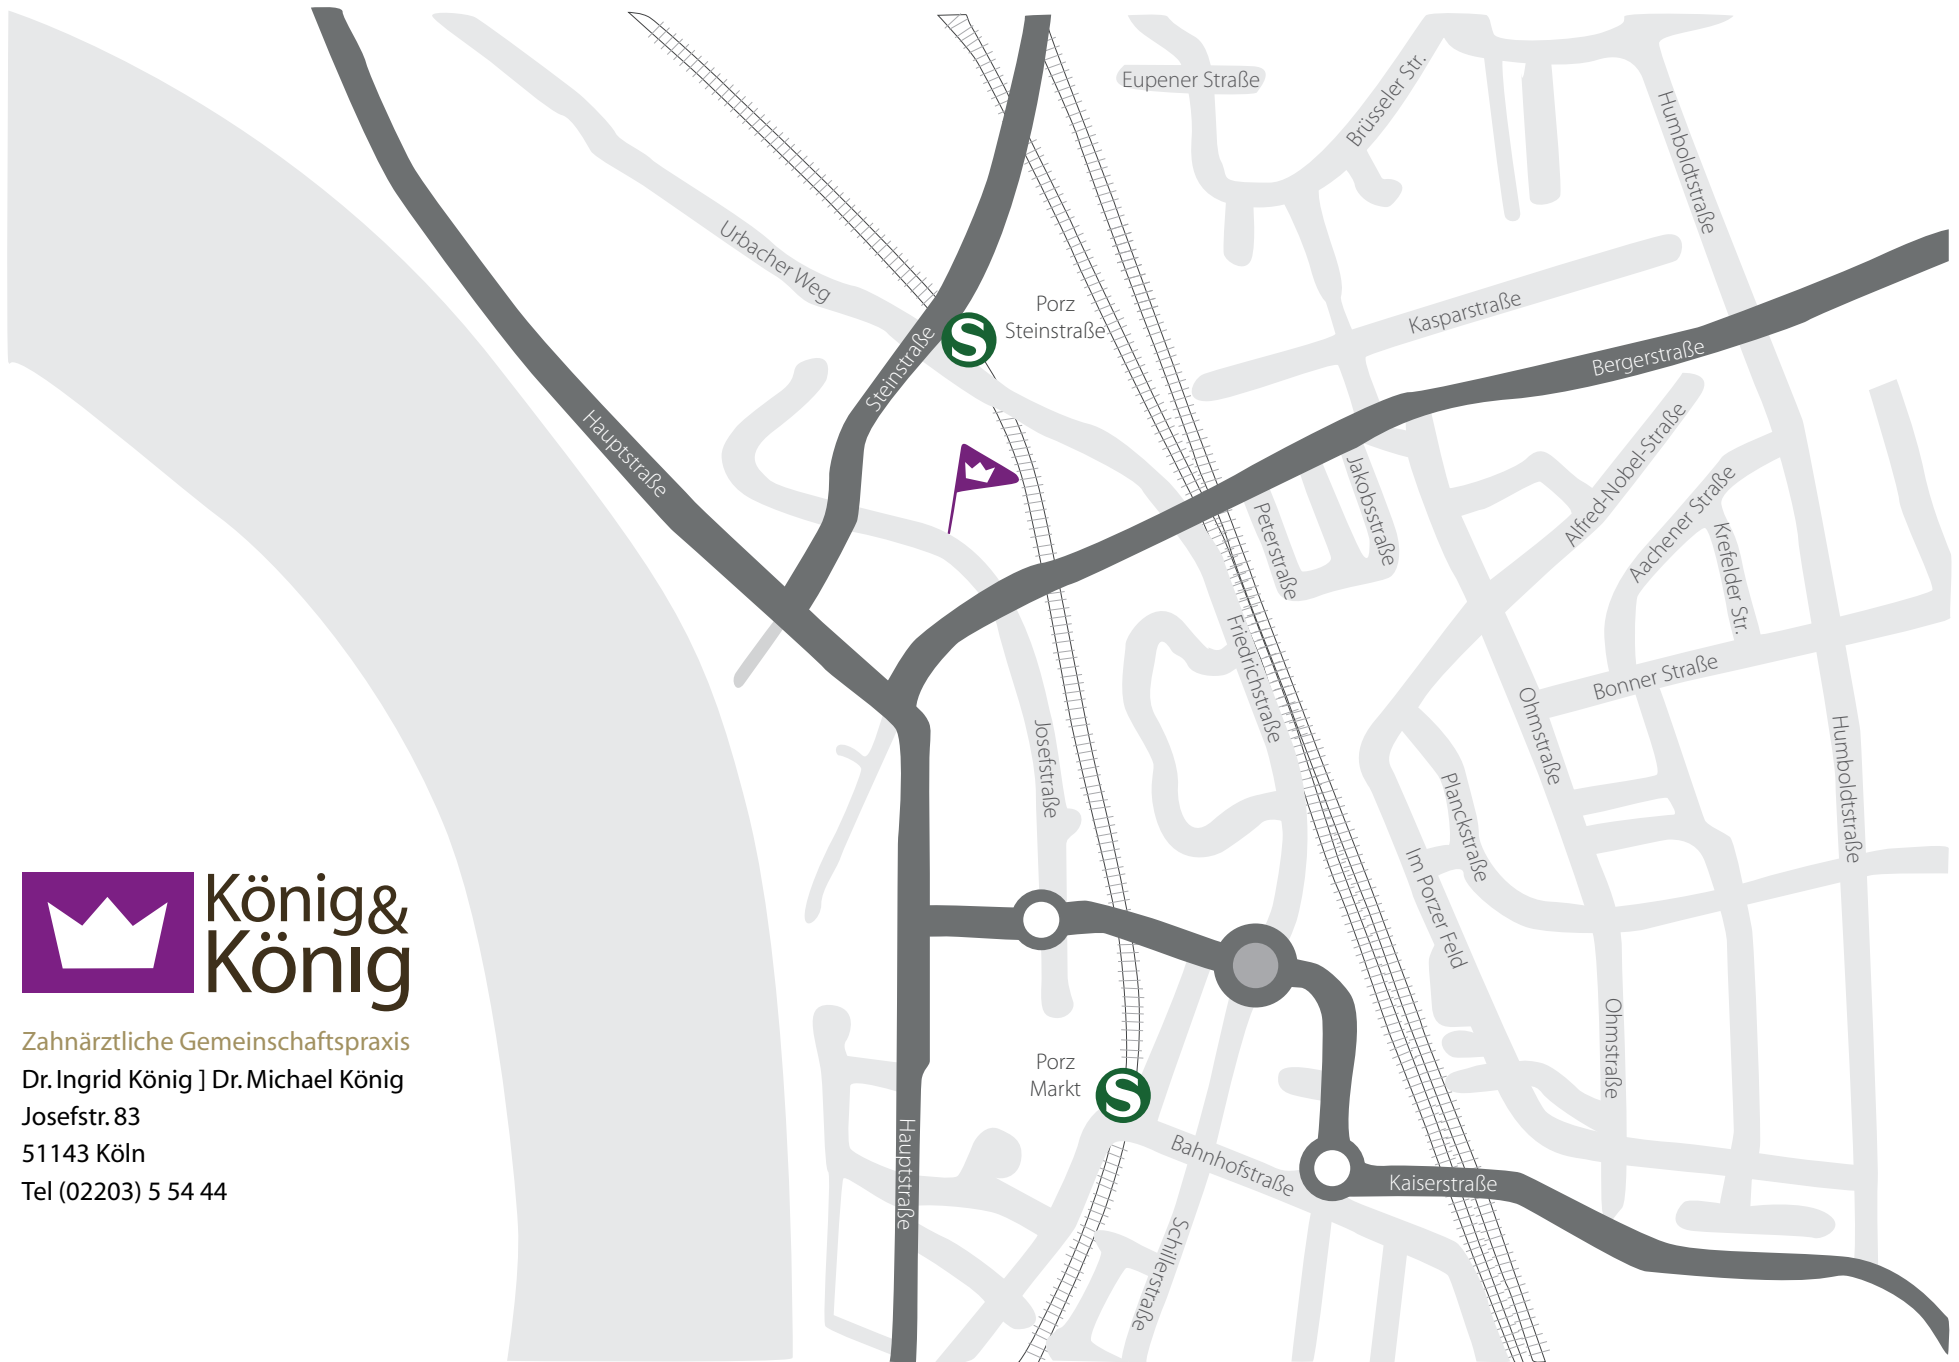 Eupener Straße
Brüsseler Str.
Humboldtstraße
Urbacher Weg
Porz
Steinstraße
Kasparstraße
Steinstraße
Bergerstraße
Hauptstraße
Alfred-Nobel-Straße
Jakobsstraße
Aachener Straße
Peterstraße
Krefelder Str.
Friedrichstraße
Bonner Straße
Ohmstraße
Josefstraße
Humboldtstraße
Planckstraße
Im Porzer Feld
König&
König
Zahnärztliche Gemeinschaftspraxis
Dr. Ingrid König ] Dr. Michael König
Josefstr. 83
51143 Köln
Tel (02203) 5 54 44
Ohmstraße
Porz
Markt
S
S
Bahnhofstraße
Hauptstraße
Kaiserstraße
Schillerstraße